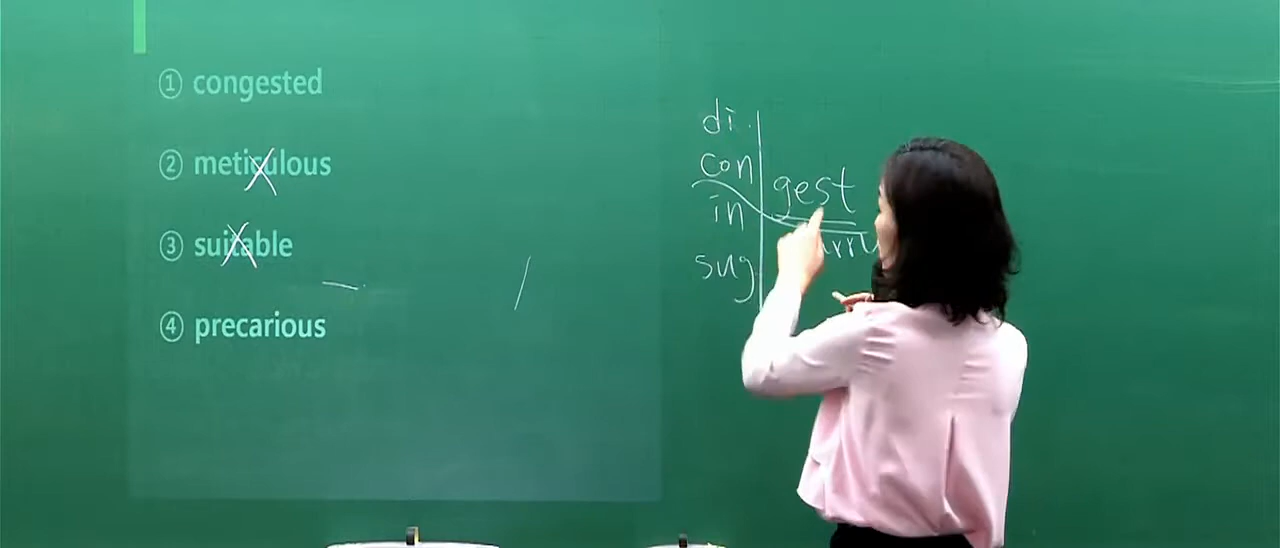 ① congested
② meticulous
③ suitable
④ precarious
di.
con
in
sug
gest